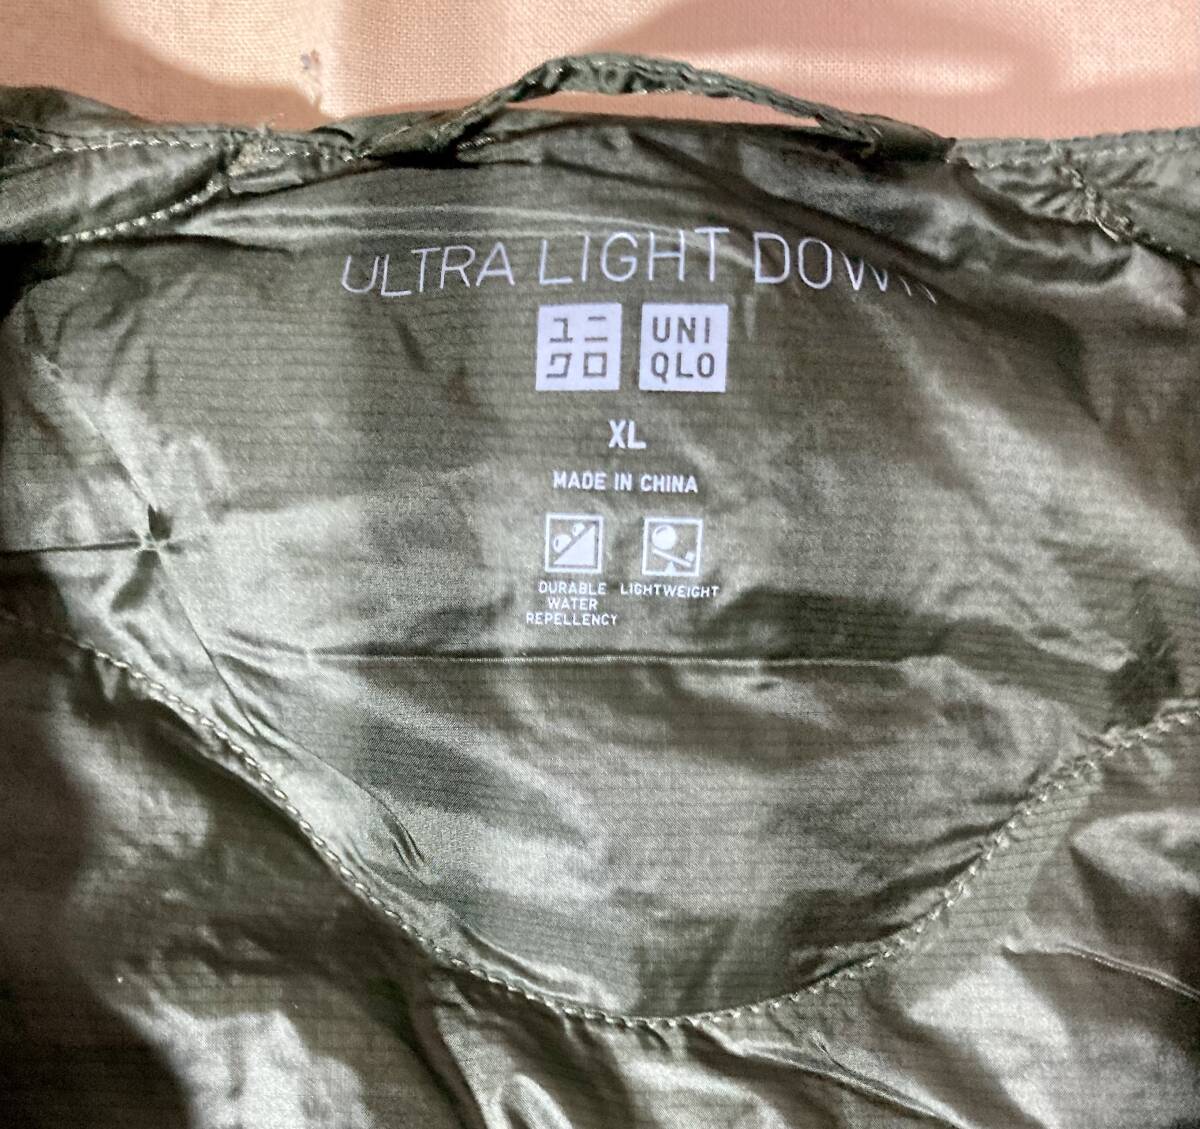 ULTRA LIGHT DOWN
ユニ
クロ
UNI
QLO
XL
MADE IN CHINA
DURABLE
WATER
REPELLENCY
LIGHTWEIGHT